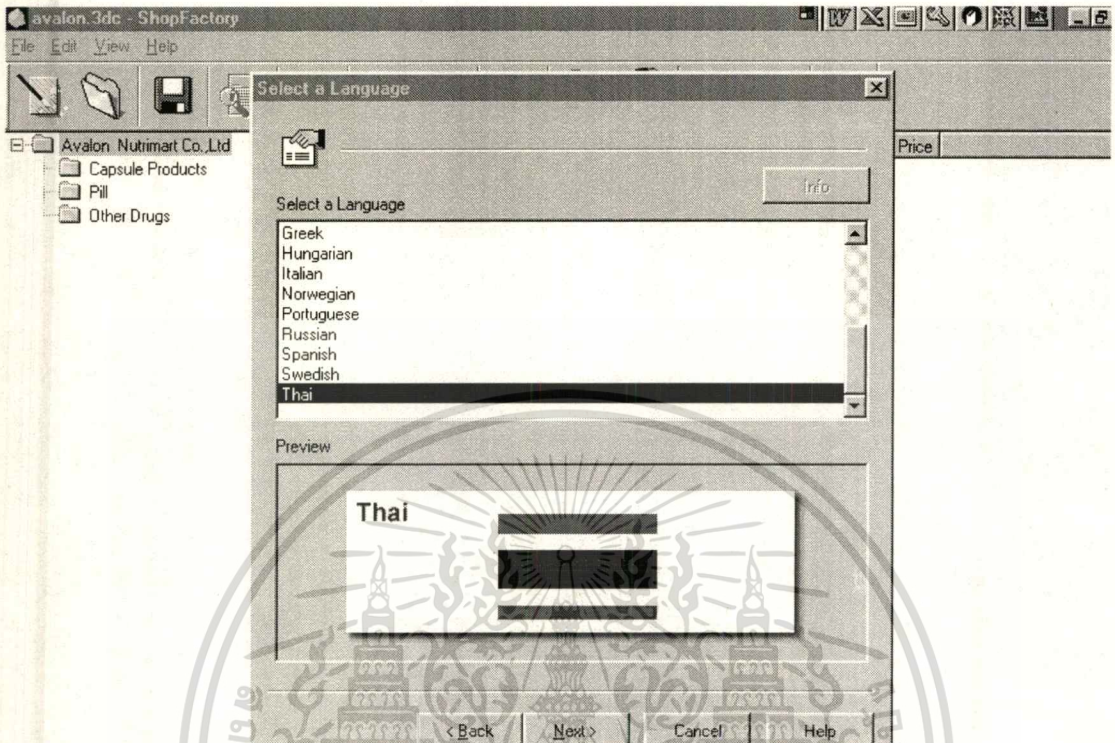 avalon.3dc - ShopFactory
File Edit View Help
Select a Language
Avalon Nutrimart Co.,Ltd
Capsule Products
Pill
Other Drugs
Price
Info
Select a Language
Greek
Hungarian
Italian
Norwegian
Portuguese
Russian
Spanish
Swedish
Thai
Preview
Thai
< Back Next > Cancel Help